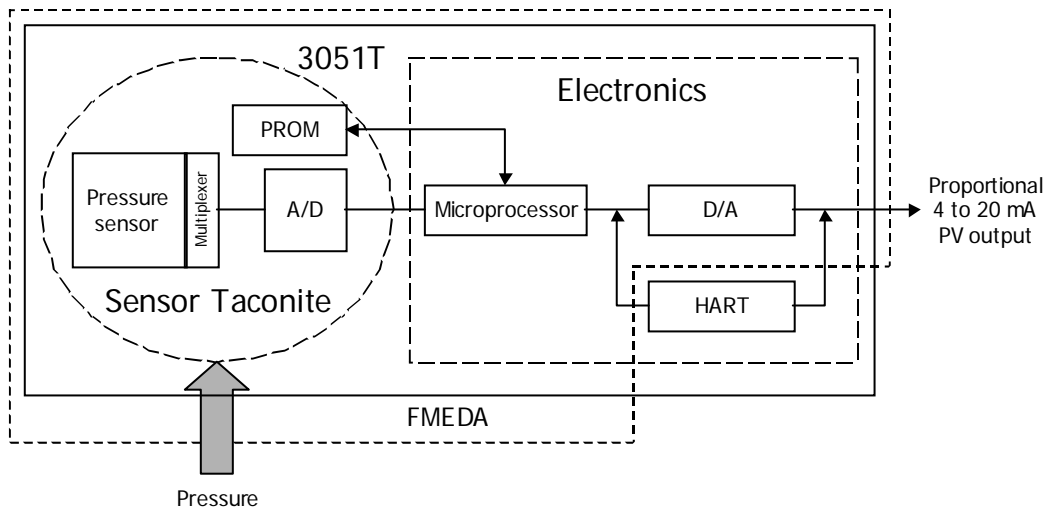 3051T
Electronics
PROM
Pressure
sensor
Multiplexer
A/D
Microprocessor
D/A
Proportional
4 to 20 mA
PV output
Sensor Taconite
HART
FMEDA
Pressure